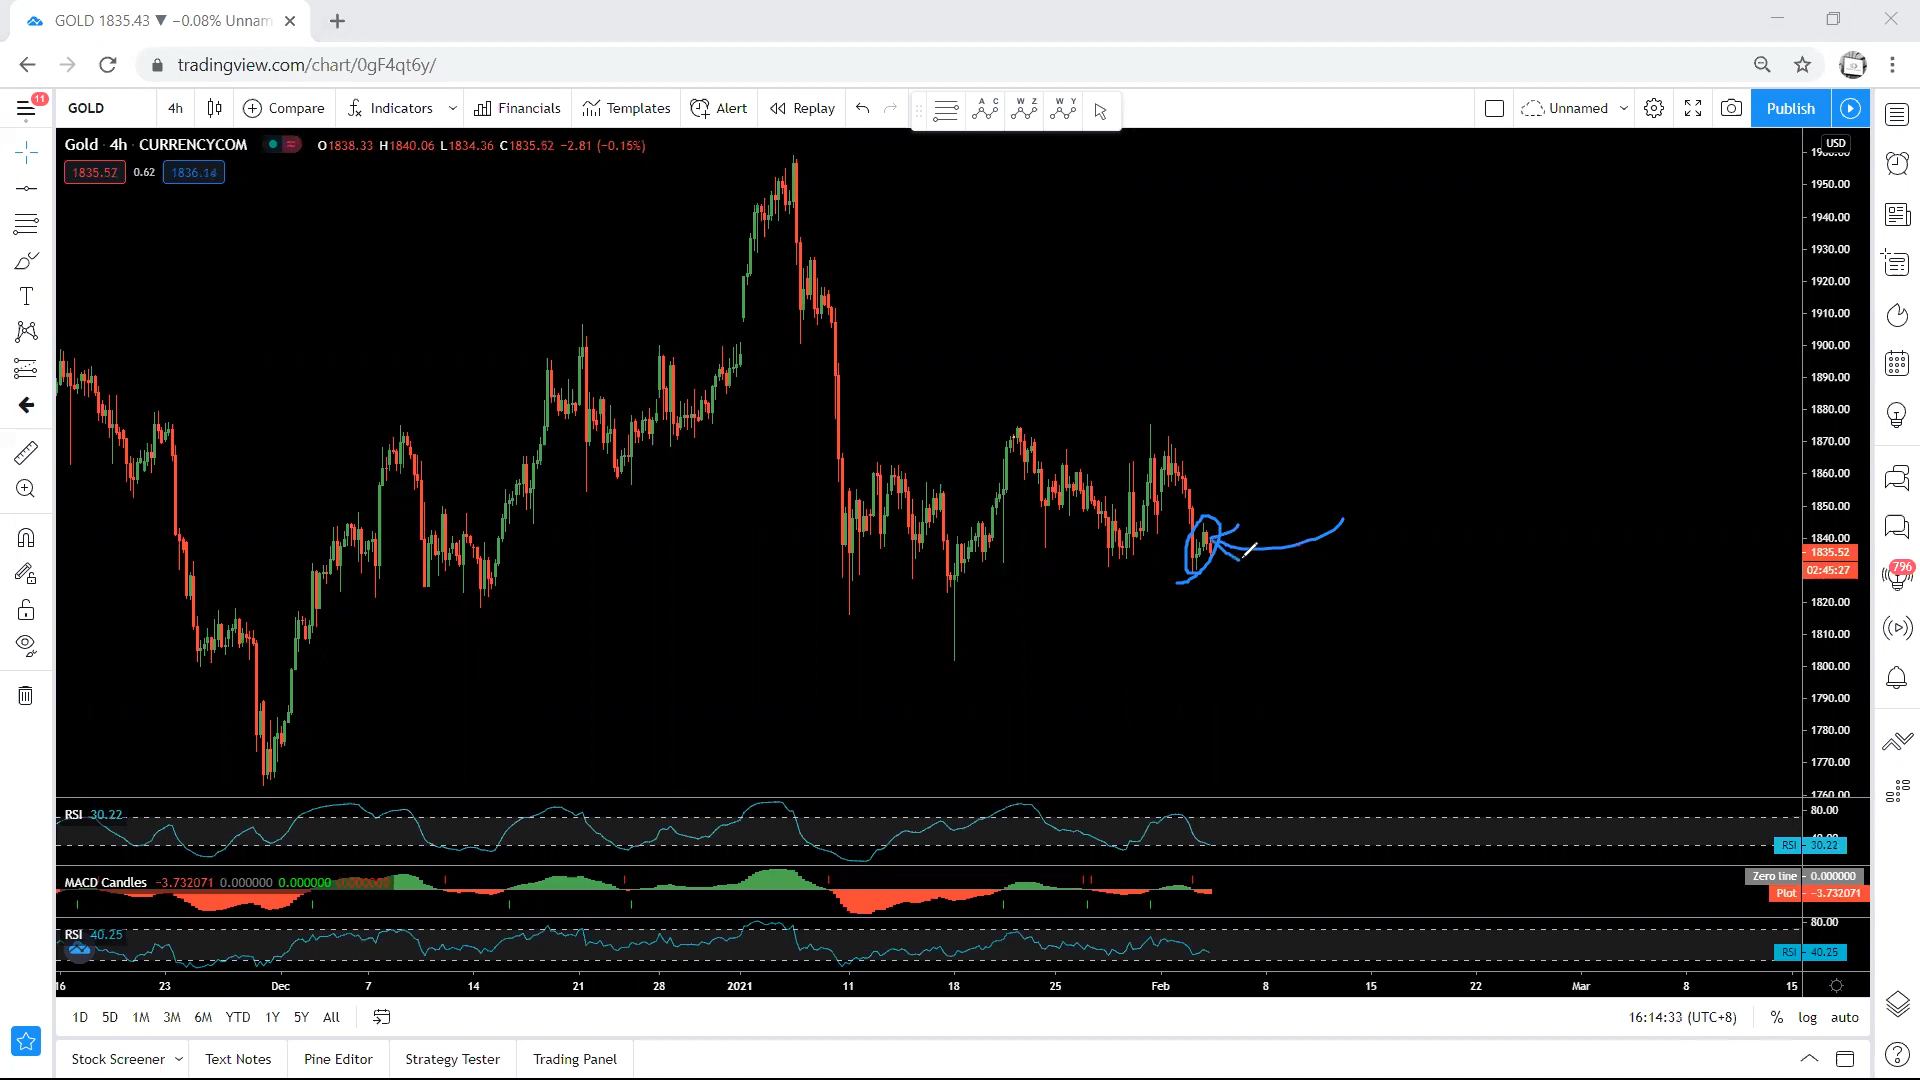 GOLD 1835.43 ▼ −0.08% Unnam
tradingview.com/chart/0gF4qt6y/
11
GOLD 4h Compare Indicators Financials Templates Alert Replay A C W Z W Y Unnamed Publish
Gold 4h CURRENCYCOM O1838.33 H1840.06 L1834.36 C1835.52 −2.81 (−0.15%)
1835.52 0.62 1836.14
USD
1950.00
1940.00
1930.00
1920.00
1910.00
1900.00
1890.00
1880.00
1870.00
1860.00
1850.00
1840.00
1835.52
02:45:27
796
1820.00
1810.00
1800.00
1790.00
1780.00
1770.00
1760.00
RSI 30.22
80.00
RSI 30.22
MACD Candles −3.732071 0.000000 0.000000 0.000000
Zero line 0.000000
Plot −3.732071
80.00
RSI 40.25
RSI 40.25
16 23 Dec 7 14 21 28 2021 11 18 25 Feb 8 15 22 Mar 8 15
1D 5D 1M 3M 6M YTD 1Y 5Y All 16:14:33 (UTC+8) % log auto
Stock Screener Text Notes Pine Editor Strategy Tester Trading Panel